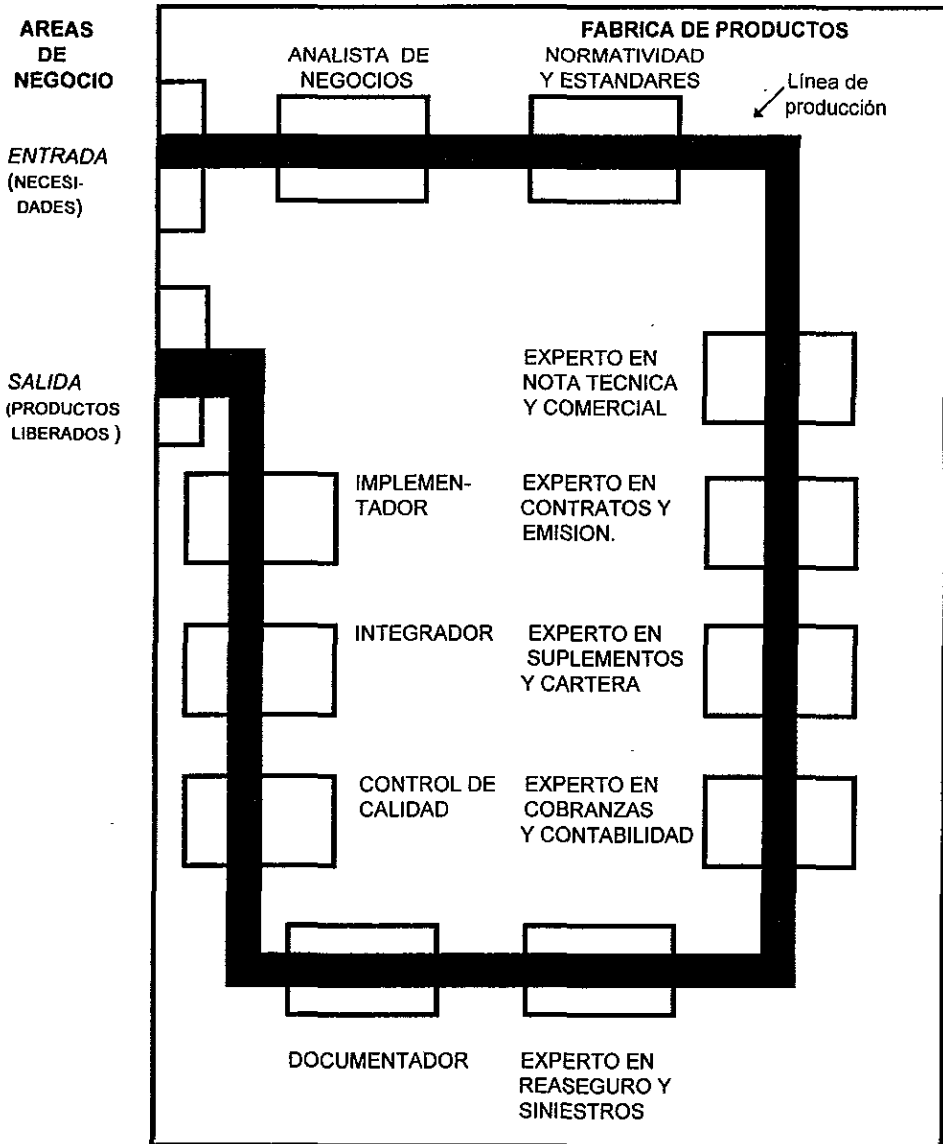 AREAS
DE
NEGOCIO
FABRICA DE PRODUCTOS
ANALISTA DE
NEGOCIOS
NORMATIVIDAD
Y ESTANDARES
Línea de
producción
ENTRADA
(NECESI-
DADES)
SALIDA
(PRODUCTOS
LIBERADOS )
EXPERTO EN
NOTA TECNICA
Y COMERCIAL
IMPLEMEN-
TADOR
EXPERTO EN
CONTRATOS Y
EMISION.
INTEGRADOR
EXPERTO EN
SUPLEMENTOS
Y CARTERA
CONTROL DE
CALIDAD
EXPERTO EN
COBRANZAS
Y CONTABILIDAD
DOCUMENTADOR
EXPERTO EN
REASEGURO Y
SINIESTROS